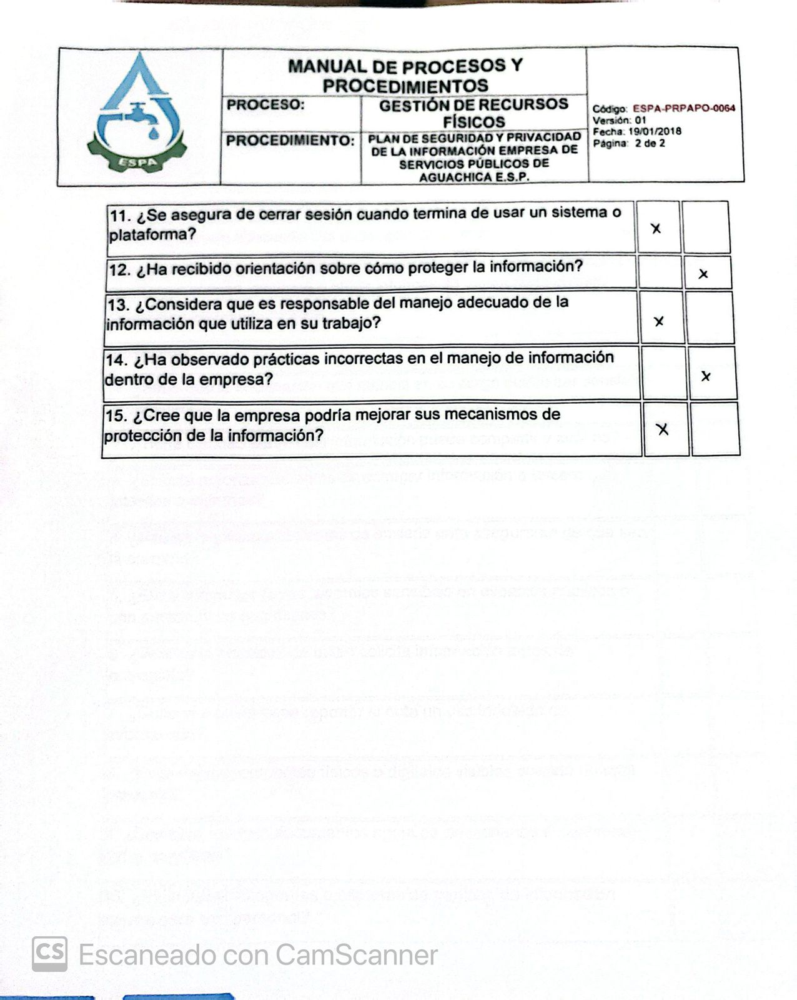 MANUAL DE PROCESOS Y
PROCEDIMIENTOS
PROCESO:
GESTIÓN DE RECURSOS
FÍSICOS
PROCEDIMIENTO:
PLAN DE SEGURIDAD Y PRIVACIDAD
DE LA INFORMACIÓN EMPRESA DE
SERVICIOS PÚBLICOS DE
AGUACHICA E.S.P.
Código: ESPA-PRPAPO-0064
Versión: 01
Fecha: 19/01/2018
Página: 2 de 2
ESPA
11. ¿Se asegura de cerrar sesión cuando termina de usar un sistema o
plataforma?
x
12. ¿Ha recibido orientación sobre cómo proteger la información?
x
13. ¿Considera que es responsable del manejo adecuado de la
información que utiliza en su trabajo?
x
14. ¿Ha observado prácticas incorrectas en el manejo de información
dentro de la empresa?
x
15. ¿Cree que la empresa podría mejorar sus mecanismos de
protección de la información?
x
CS Escaneado con CamScanner